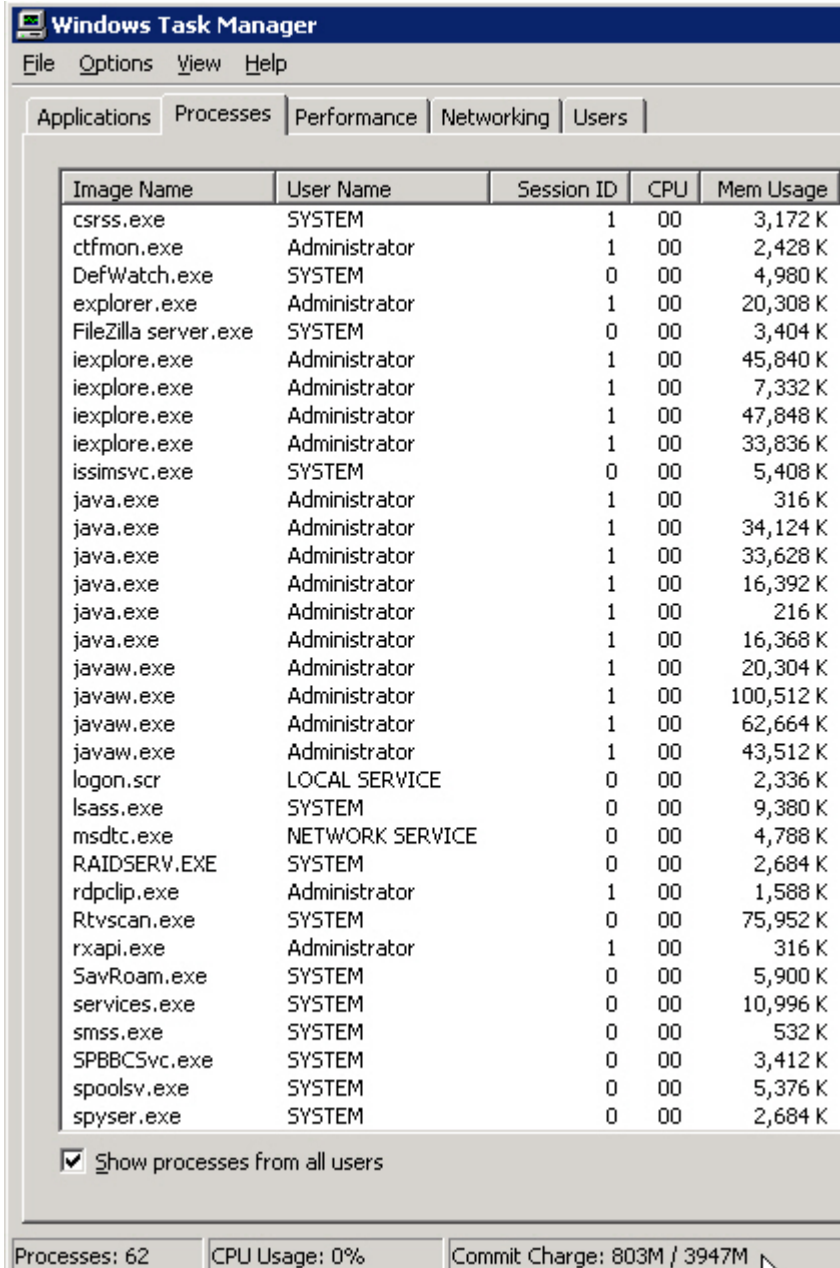 Windows Task Manager
File Options View Help
Applications Processes Performance Networking Users
Image Name User Name Session ID CPU Mem Usage
csrss.exe SYSTEM 1 00 3,172 K
ctfmon.exe Administrator 1 00 2,428 K
DefWatch.exe SYSTEM 0 00 4,980 K
explorer.exe Administrator 1 00 20,308 K
FileZilla server.exe SYSTEM 0 00 3,404 K
iexplore.exe Administrator 1 00 45,840 K
iexplore.exe Administrator 1 00 7,332 K
iexplore.exe Administrator 1 00 47,848 K
iexplore.exe Administrator 1 00 33,836 K
issimsvc.exe SYSTEM 0 00 5,408 K
java.exe Administrator 1 00 316 K
java.exe Administrator 1 00 34,124 K
java.exe Administrator 1 00 33,628 K
java.exe Administrator 1 00 16,392 K
java.exe Administrator 1 00 216 K
java.exe Administrator 1 00 16,368 K
javaw.exe Administrator 1 00 20,304 K
javaw.exe Administrator 1 00 100,512 K
javaw.exe Administrator 1 00 62,664 K
javaw.exe Administrator 1 00 43,512 K
logon.scr LOCAL SERVICE 0 00 2,336 K
lsass.exe SYSTEM 0 00 9,380 K
msdtc.exe NETWORK SERVICE 0 00 4,788 K
RAIDSERV.EXE SYSTEM 0 00 2,684 K
rdpclip.exe Administrator 1 00 1,588 K
Rtvscan.exe SYSTEM 0 00 75,952 K
rxapi.exe Administrator 1 00 316 K
SavRoam.exe SYSTEM 0 00 5,900 K
services.exe SYSTEM 0 00 10,996 K
smss.exe SYSTEM 0 00 532 K
SPBBCSvc.exe SYSTEM 0 00 3,412 K
spoolsv.exe SYSTEM 0 00 5,376 K
spyser.exe SYSTEM 0 00 2,684 K
Show processes from all users
Processes: 62 CPU Usage: 0% Commit Charge: 803M / 3947M